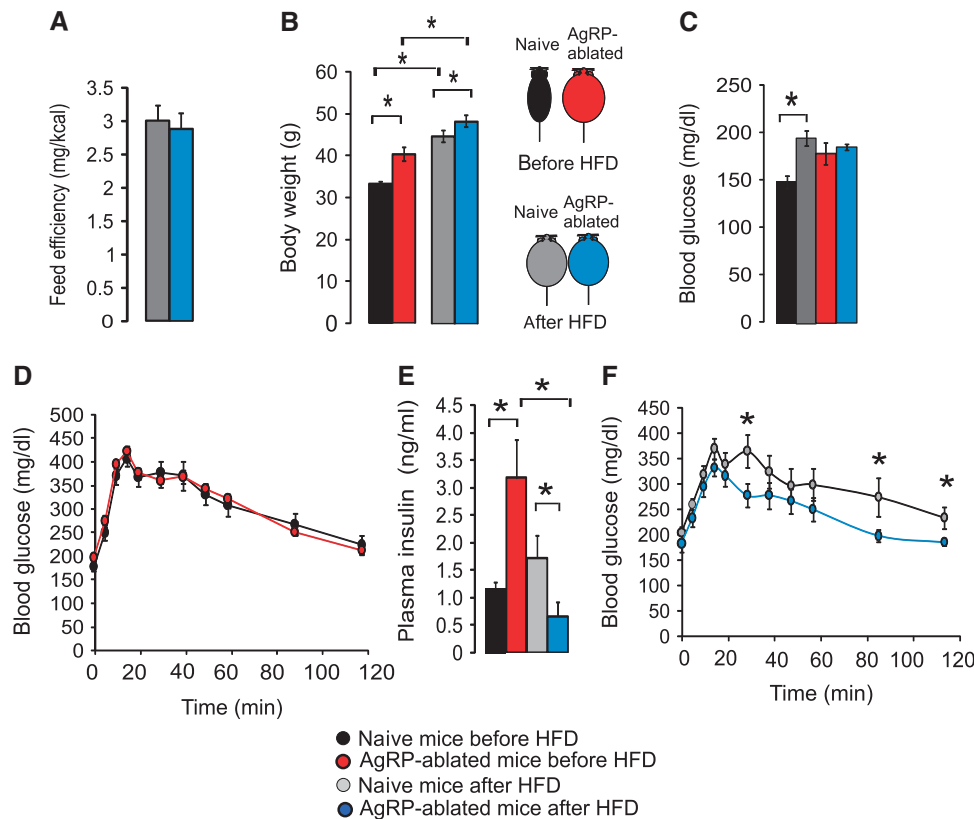 A
Feed efficiency (mg/kcal)
3.5
3
2.5
2
1.5
1
0.5
0
B
Body weight (g)
60
50
40
30
20
10
0
*
*
*
*
Naive
AgRP-
ablated
Before HFD
Naive
AgRP-
ablated
After HFD
C
Blood glucose (mg/dl)
250
200
150
100
50
0
*
D
Blood glucose (mg/dl)
500
450
400
350
300
250
200
150
100
50
0
0 20 40 60 80 100 120
Time (min)
E
Plasma insulin (ng/ml)
4.5
4.0
3.5
3.0
2.5
2.0
1.5
1.0
0.5
0
*
*
*
F
Blood glucose (mg/dl)
450
400
350
300
250
200
150
100
50
0
*
*
*
0 20 40 60 80 100 120
Time (min)
Naive mice before HFD
AgRP-ablated mice before HFD
Naive mice after HFD
AgRP-ablated mice after HFD